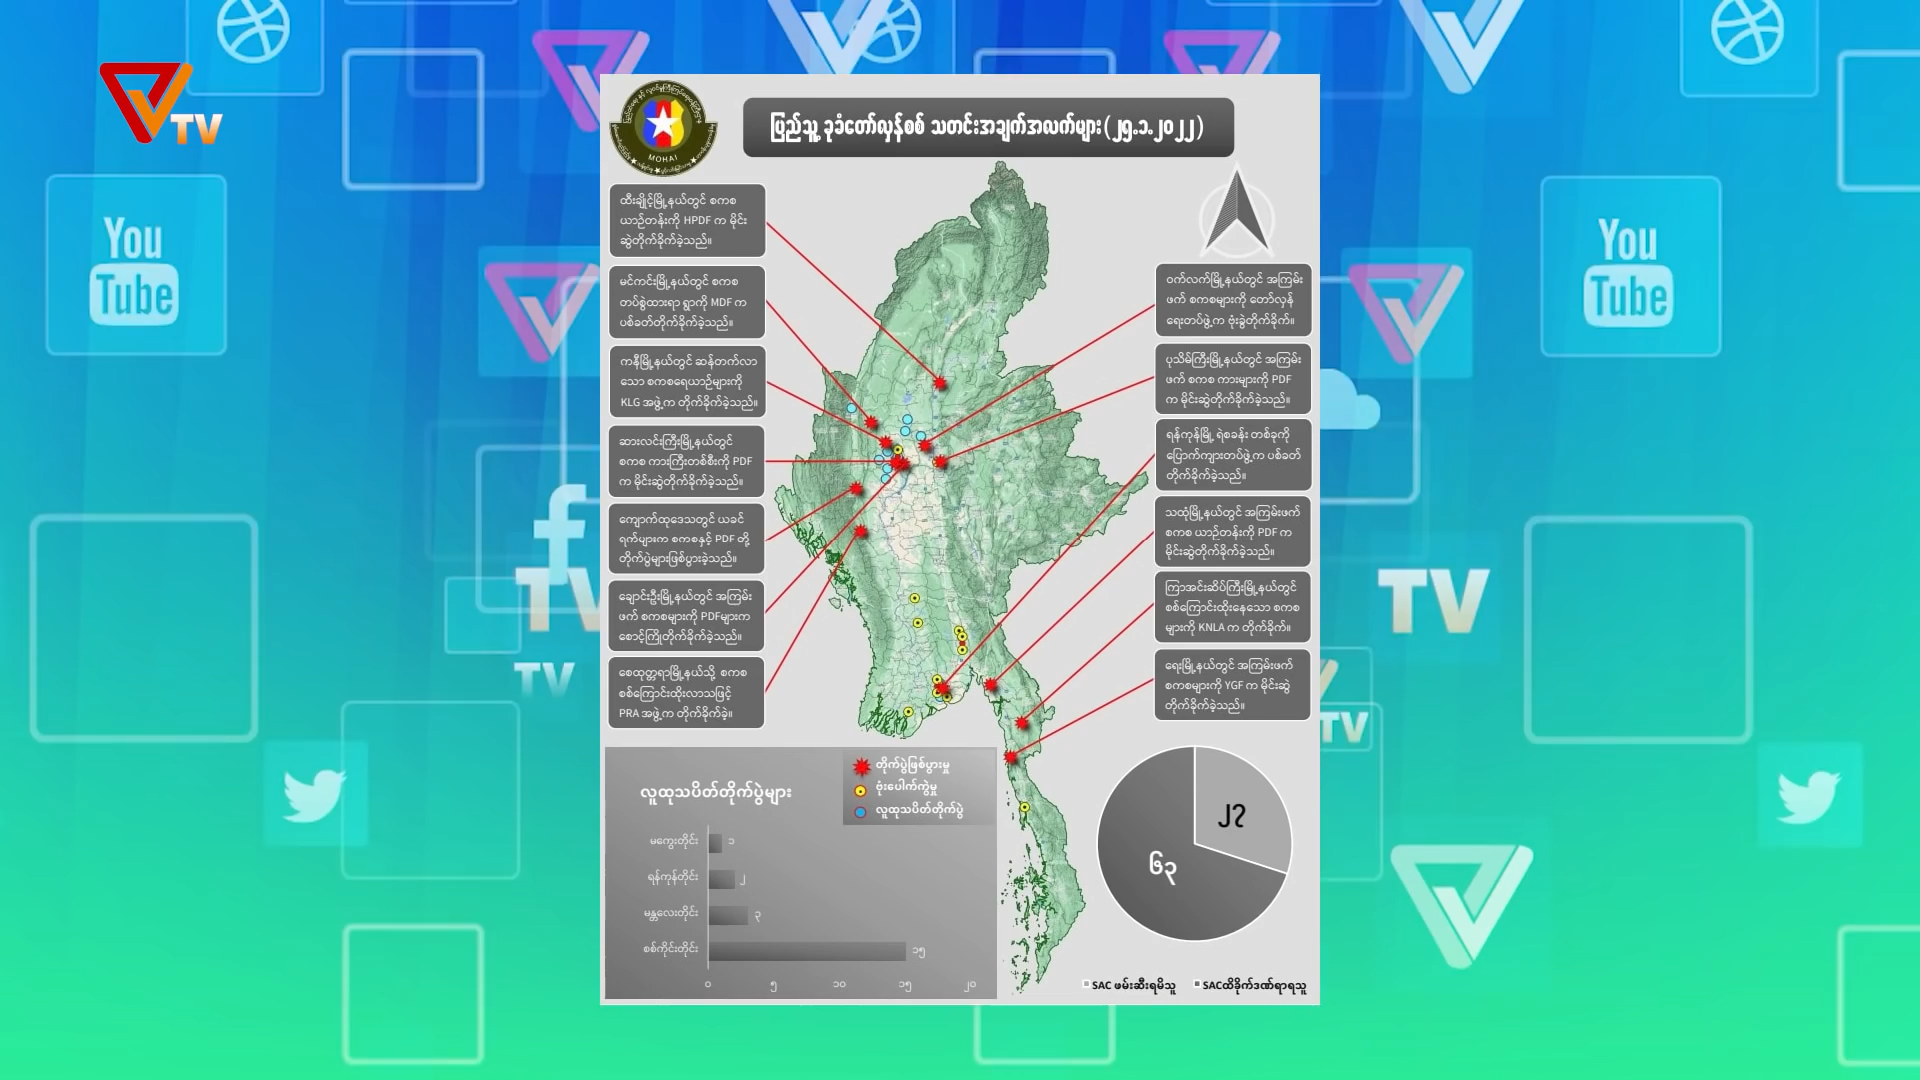 TV
MOHAI
ပြည်သူ့ ခုခံတော်လှန်စစ် သတင်းအချက်အလက်များ (၂၅.၁.၂၀၂၂)
ထီးချိုင့်မြို့နယ်တွင် စကစ
ယာဉ်တန်းကို HPDF က မိုင်း
ဆွဲတိုက်ခိုက်ခဲ့သည်။
မင်ကင်းမြို့နယ်တွင် စကစ
တပ်စွဲထားရာ ရွာကို MDF က
ပစ်ခတ်တိုက်ခိုက်ခဲ့သည်။
ကနီမြို့နယ်တွင် ဆန်တက်လာ
သော စကစရေယာဉ်များကို
KLG အဖွဲ့က တိုက်ခိုက်ခဲ့သည်။
ဆားလင်းကြီးမြို့နယ်တွင်
စကစ ကားကြီးတစ်စီးကို PDF
က မိုင်းဆွဲတိုက်ခိုက်ခဲ့သည်။
ကျောက်ထုဒေသတွင် ယခင်
ရက်များက စကစနှင့် PDF တို့
တိုက်ပွဲများဖြစ်ပွားခဲ့သည်။
ချောင်းဦးမြို့နယ်တွင် အကြမ်း
ဖက် စကစများကို PDFများက
စောင့်ကြိုတိုက်ခိုက်ခဲ့သည်။
စေတုတ္တရာမြို့နယ်သို့ စကစ
စစ်ကြောင်းထိုးလာသဖြင့်
PRA အဖွဲ့က တိုက်ခိုက်ခဲ့။
ဝက်လက်မြို့နယ်တွင် အကြမ်း
ဖက် စကစများကို တော်လှန်
ရေးတပ်ဖွဲ့က ဗုံးခွဲတိုက်ခိုက်။
ပုသိမ်ကြီးမြို့နယ်တွင် အကြမ်း
ဖက် စကစ ကားများကို PDF
က မိုင်းဆွဲတိုက်ခိုက်ခဲ့သည်။
ရန်ကုန်မြို့ ရဲစခန်း တစ်ခုကို
ပြောက်ကျားတပ်ဖွဲ့က ပစ်ခတ်
တိုက်ခိုက်ခဲ့သည်။
သထုံမြို့နယ်တွင် အကြမ်းဖက်
စကစ ယာဉ်တန်းကို PDF က
မိုင်းဆွဲတိုက်ခိုက်ခဲ့သည်။
ကြာအင်းဆိပ်ကြီးမြို့နယ်တွင်
စစ်ကြောင်းထိုးနေသော စကစ
များကို KNLA က တိုက်ခိုက်။
ရေးမြို့နယ်တွင် အကြမ်းဖက်
စကစများကို YGF က မိုင်းဆွဲ
တိုက်ခိုက်ခဲ့သည်။
တိုက်ပွဲဖြစ်ပွားမှု
ဗုံးပေါက်ကွဲမှု
လူထုသပိတ်တိုက်ပွဲ
လူထုသပိတ်တိုက်ပွဲများ
မကွေးတိုင်း ၁
ရန်ကုန်တိုင်း ၂
မန္တလေးတိုင်း ၃
စစ်ကိုင်းတိုင်း ၁၅
၀ ၅ ၁၀ ၁၅ ၂၀
၂၇
၆၃
SAC ဖမ်းဆီးရမိသူ
SACထိခိုက်ဒဏ်ရာရသူ
You
Tube
You
Tube
TV
TV
TV
TV